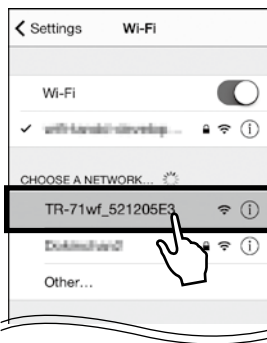 Settings Wi-Fi
Wi-Fi
CHOOSE A NETWORK...
TR-71wf_521205E3
Other...